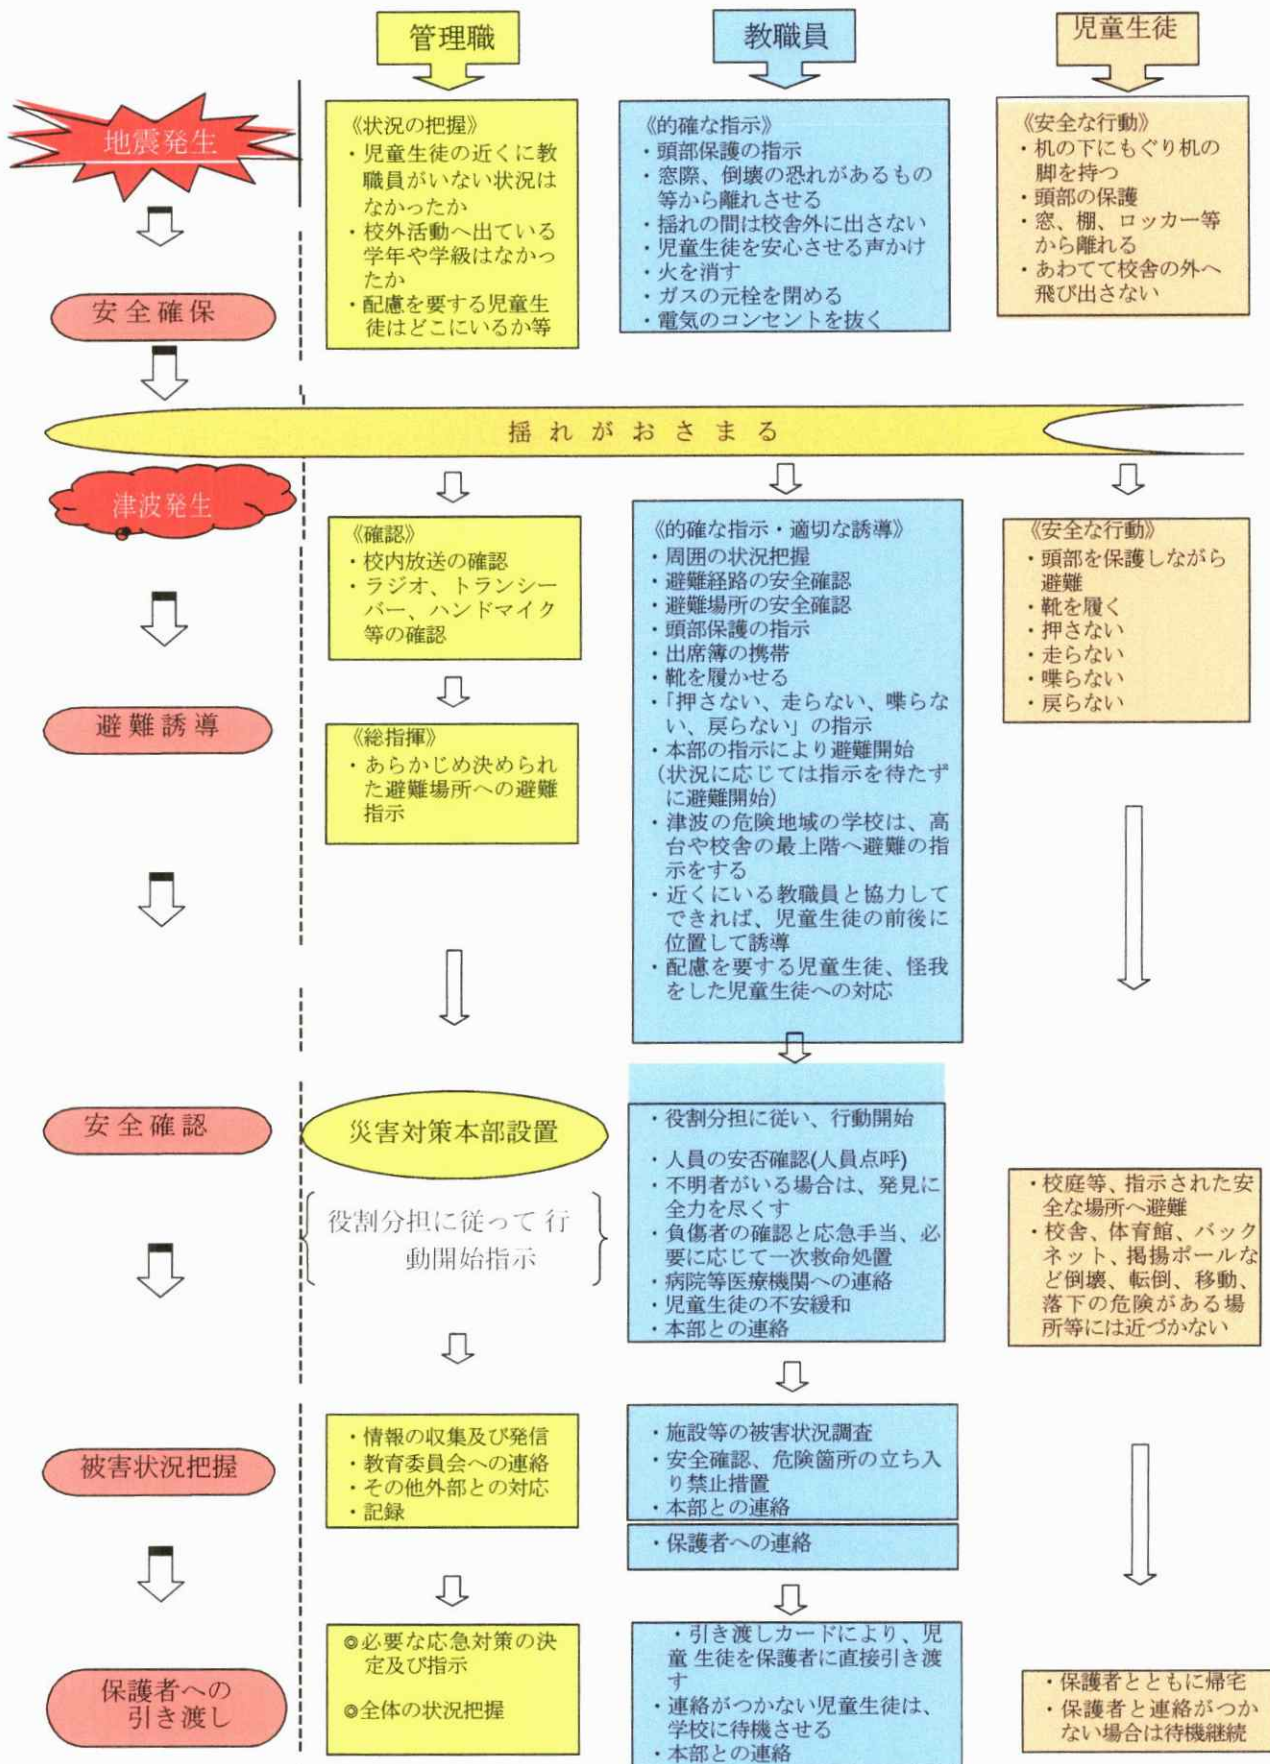 管理職
教職員
児童生徒
地震発生
安全確保
《状況の把握》
・児童生徒の近くに教
職員がいない状況は
なかったか
・校外活動へ出ている
学年や学級はなかっ
たか
・配慮を要する児童生
徒はどこにいるか等
《的確な指示》
・頭部保護の指示
・窓際、倒壊の恐れがあるもの
等から離れさせる
・揺れの間は校舎外に出さない
・児童生徒を安心させる声かけ
・火を消す
・ガスの元栓を閉める
・電気のコンセントを抜く
《安全な行動》
・机の下にもぐり机の
脚を持つ
・頭部の保護
・窓、棚、ロッカー等
から離れる
・あわてて校舎の外へ
飛び出さない
揺れがおさまる
津波発生
避難誘導
《確認》
・校内放送の確認
・ラジオ、トランシー
バー、ハンドマイク
等の確認
《総指揮》
・あらかじめ決められ
た避難場所への避難
指示
《的確な指示・適切な誘導》
・周囲の状況把握
・避難経路の安全確認
・避難場所の安全確認
・頭部保護の指示
・出席簿の携帯
・靴を履かせる
・「押さない、走らない、喋らな
い、戻らない」の指示
・本部の指示により避難開始
(状況に応じては指示を待たず
に避難開始)
・津波の危険地域の学校は、高
台や校舎の最上階へ避難の指
示をする
・近くにいる教職員と協力して
できれば、児童生徒の前後に
位置して誘導
・配慮を要する児童生徒、怪我
をした児童生徒への対応
《安全な行動》
・頭部を保護しながら
避難
・靴を履く
・押さない
・走らない
・喋らない
・戻らない
安全確認
災害対策本部設置
役割分担に従って 行
動開始指示
・役割分担に従い、行動開始
・人員の安否確認(人員点呼)
・不明者がいる場合は、発見に
全力を尽くす
・負傷者の確認と応急手当、必
要に応じて一次救命処置
・病院等医療機関への連絡
・児童生徒の不安緩和
・本部との連絡
・校庭等、指示された安
全な場所へ避難
・校舎、体育館、バック
ネット、掲揚ポールな
ど倒壊、転倒、移動、
落下の危険がある場
所等には近づかない
被害状況把握
・情報の収集及び発信
・教育委員会への連絡
・その他外部との対応
・記録
・施設等の被害状況調査
・安全確認、危険箇所の立ち入
り禁止措置
・本部との連絡
・保護者への連絡
保護者への
引き渡し
◎必要な応急対策の決
定及び指示
◎全体の状況把握
・引き渡しカードにより、児
童 生徒を保護者に直接引き渡
す
・連絡がつかない児童生徒は、
学校に待機させる
・本部との連絡
・保護者とともに帰宅
・保護者と連絡がつか
ない場合は待機継続